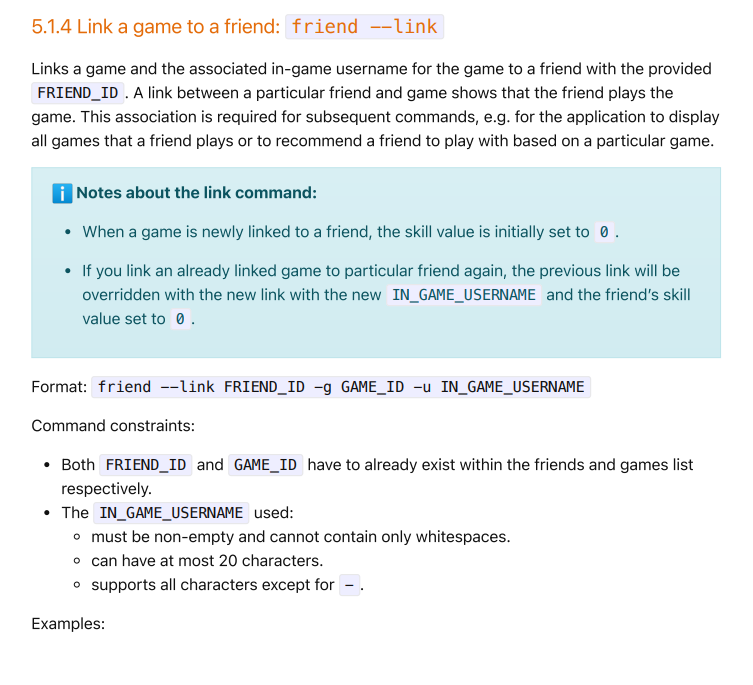 5.1.4 Link a game to a friend: friend --link
Links a game and the associated in-game username for the game to a friend with the provided
FRIEND_ID . A link between a particular friend and game shows that the friend plays the
game. This association is required for subsequent commands, e.g. for the application to display
all games that a friend plays or to recommend a friend to play with based on a particular game.
i Notes about the link command:
• When a game is newly linked to a friend, the skill value is initially set to 0 .
• If you link an already linked game to particular friend again, the previous link will be
overridden with the new link with the new IN_GAME_USERNAME and the friend's skill
value set to 0 .
Format: friend --link FRIEND_ID -g GAME_ID -u IN_GAME_USERNAME
Command constraints:
• Both FRIEND_ID and GAME_ID have to already exist within the friends and games list
respectively.
• The IN_GAME_USERNAME used:
◦ must be non-empty and cannot contain only whitespaces.
◦ can have at most 20 characters.
◦ supports all characters except for - .
Examples: